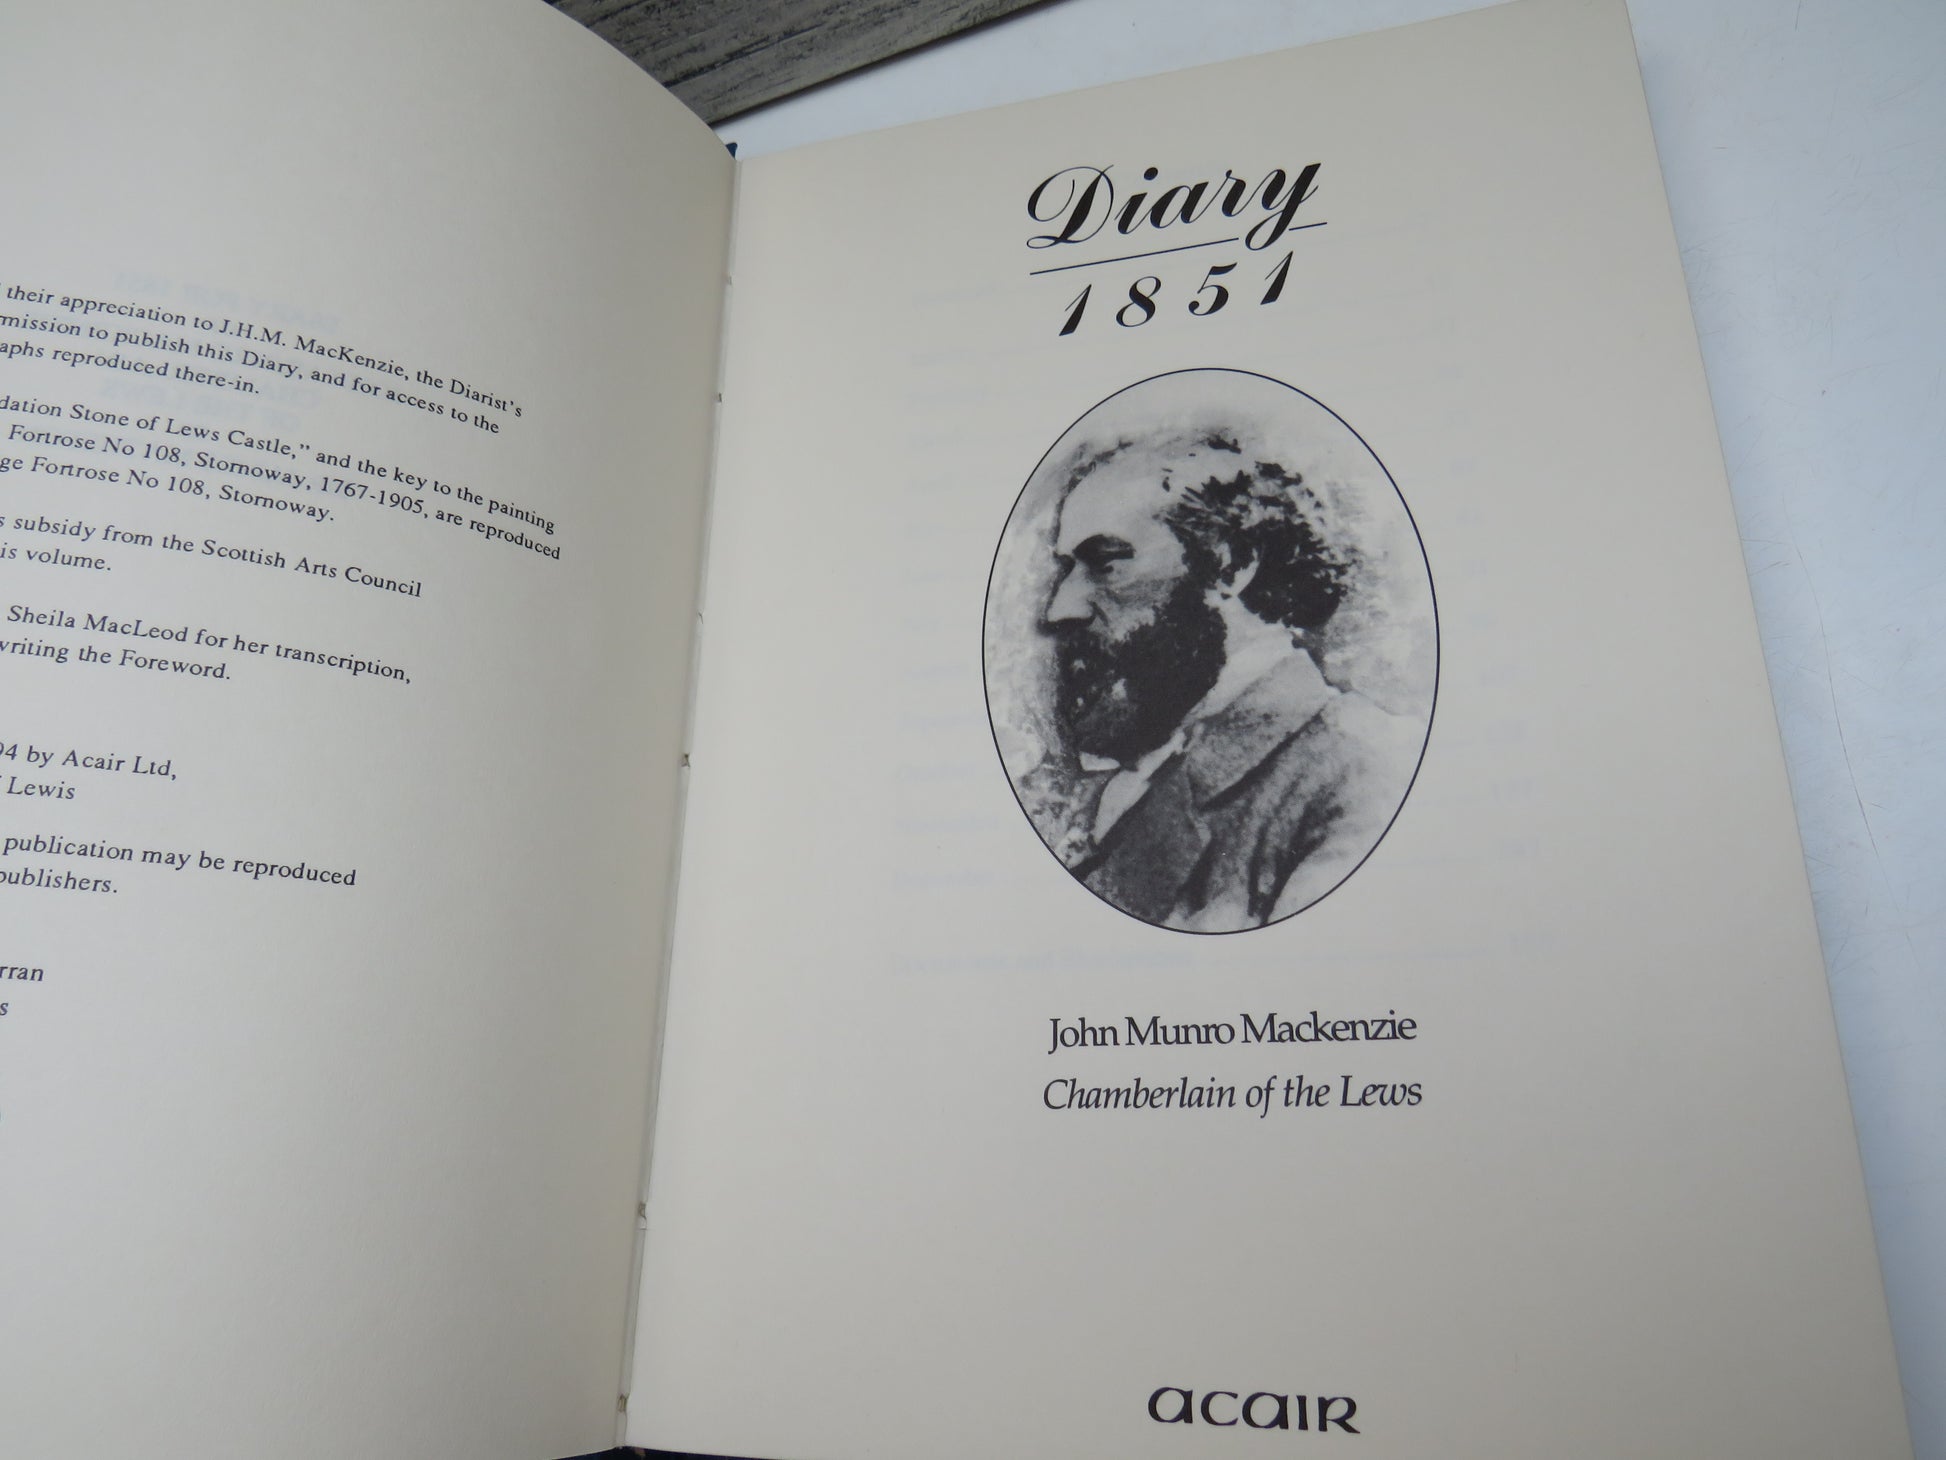 their appreciation to J.H.M. MacKenzie, the Diarist's
mission to publish this Diary, and for access to the
aphs reproduced there-in.
dation Stone of Lews Castle," and the key to the painting
Fortrose No 108, Stornoway, 1767-1905, are reproduced
ge Fortrose No 108, Stornoway.
s subsidy from the Scottish Arts Council
is volume.
Sheila MacLeod for her transcription,
writing the Foreword.
94 by Acair Ltd,
f Lewis
publication may be reproduced
publishers.
rran
s
Diary
1851
John Munro Mackenzie
Chamberlain of the Lews
acair